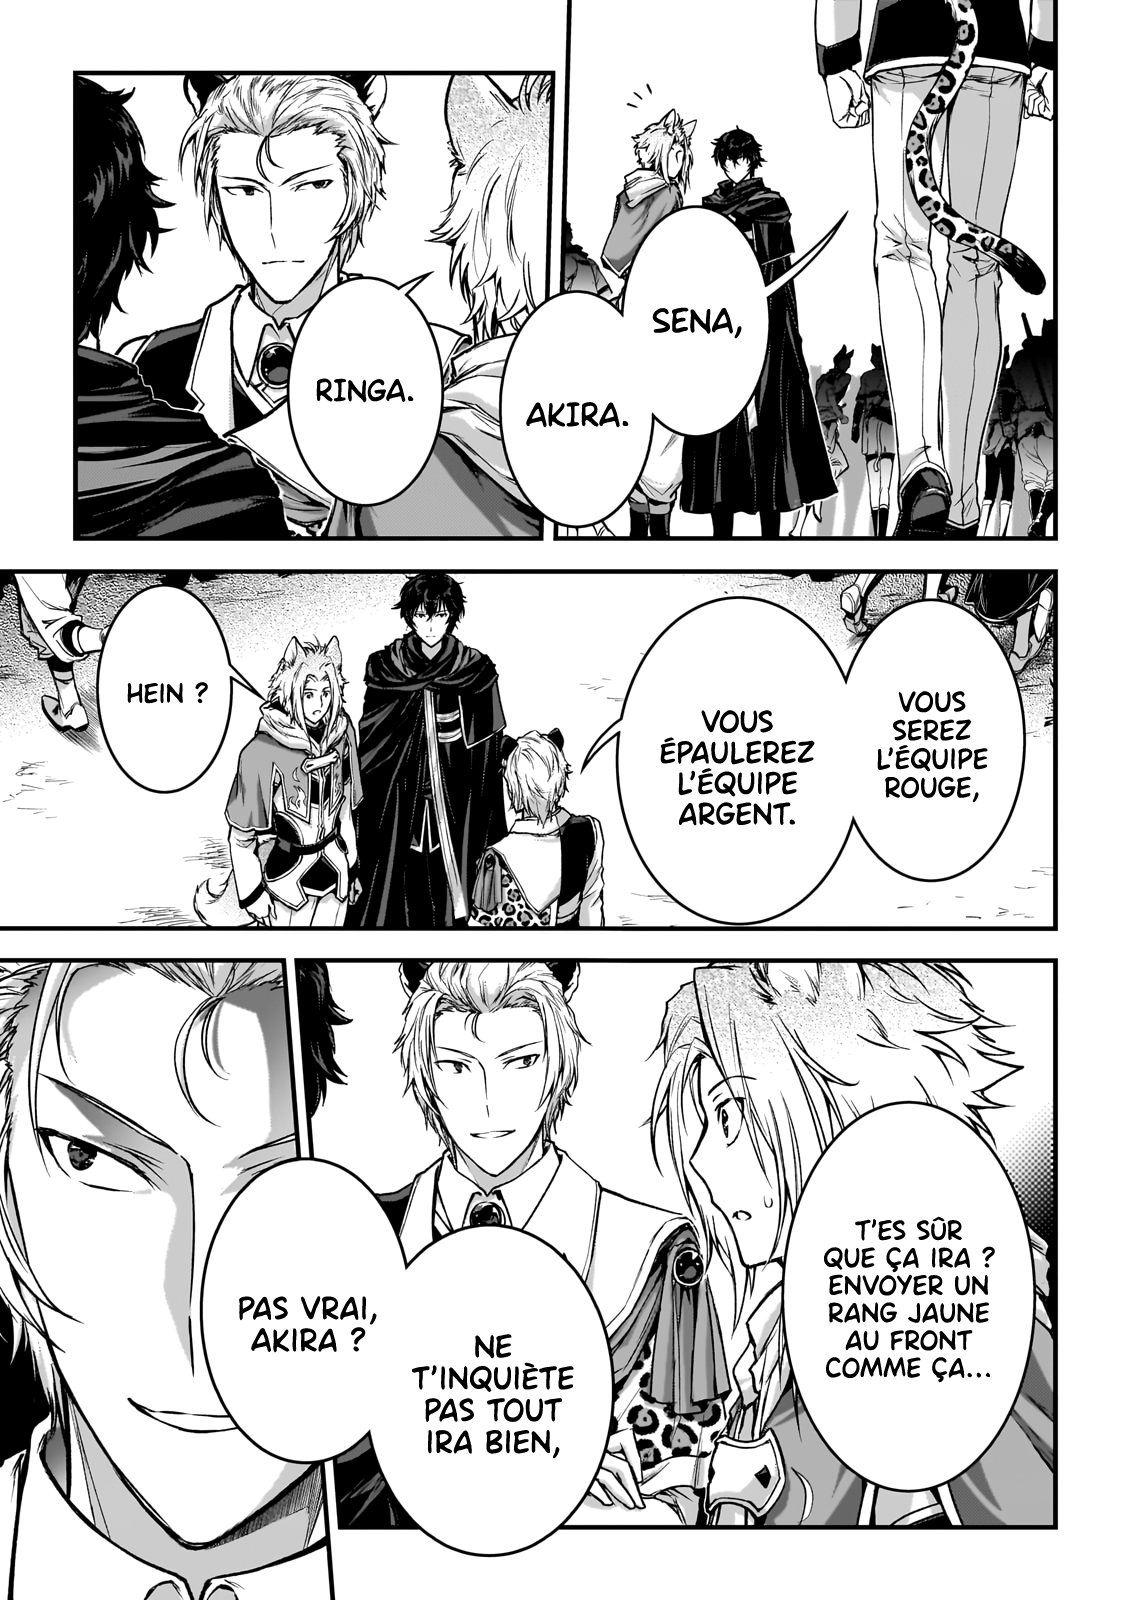 SENA,
AKIRA.
RINGA.
VOUS
SEREZ
L'ÉQUIPE
ROUGE,
VOUS
ÉPAULEREZ
L'ÉQUIPE
ARGENT.
HEIN ?
T'ES SÛR
QUE ÇA IRA ?
ENVOYER UN
RANG JAUNE
AU FRONT
COMME ÇA...
NE
T'INQUIÈTE
PAS TOUT
IRA BIEN,
PAS VRAI,
AKIRA ?